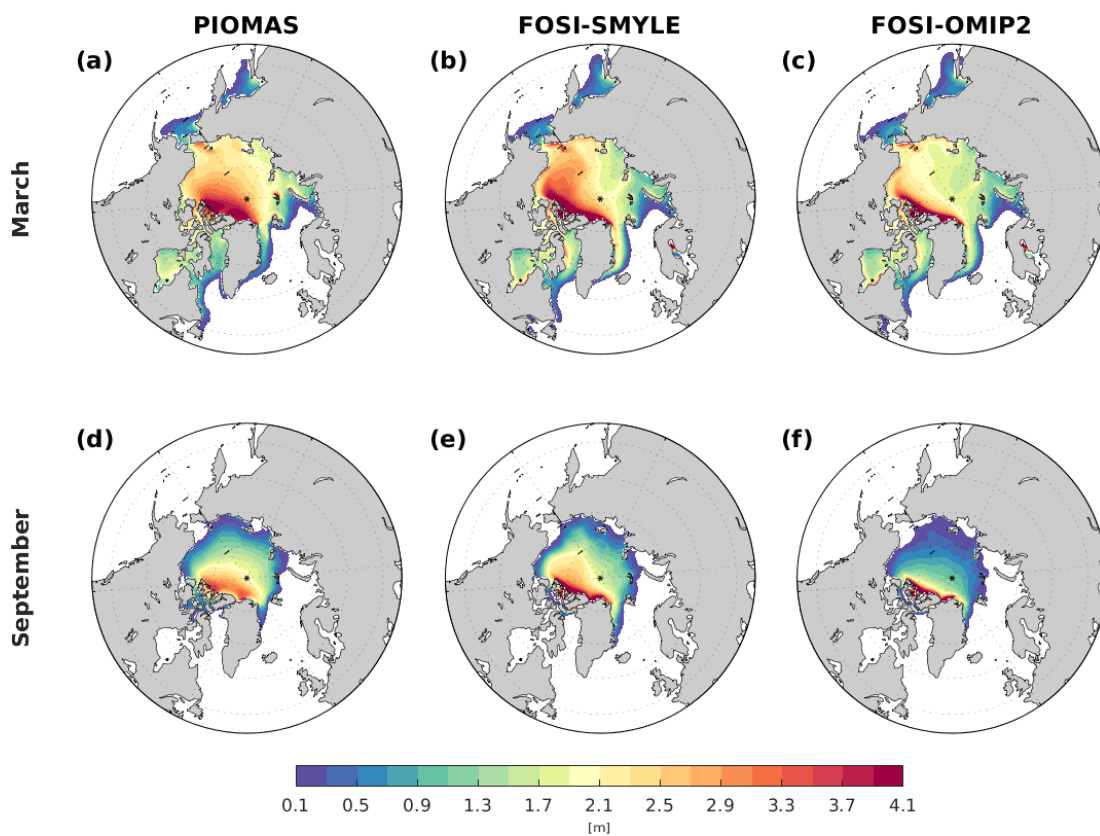 PIOMAS FOSI-SMYLE FOSI-OMIP2
(a) (b) (c)
March
(d) (e) (f)
September
0.1 0.5 0.9 1.3 1.7 2.1 2.5 2.9 3.3 3.7 4.1
[m]